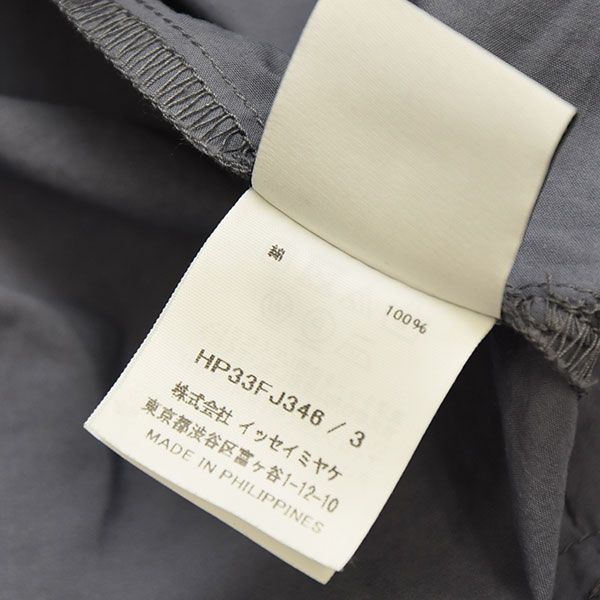 綿 100%
HP33FJ346 / 3
株式会社 イッセイミヤケ
東京都渋谷区富ヶ谷1-12-10
MADE IN PHILIPPINES